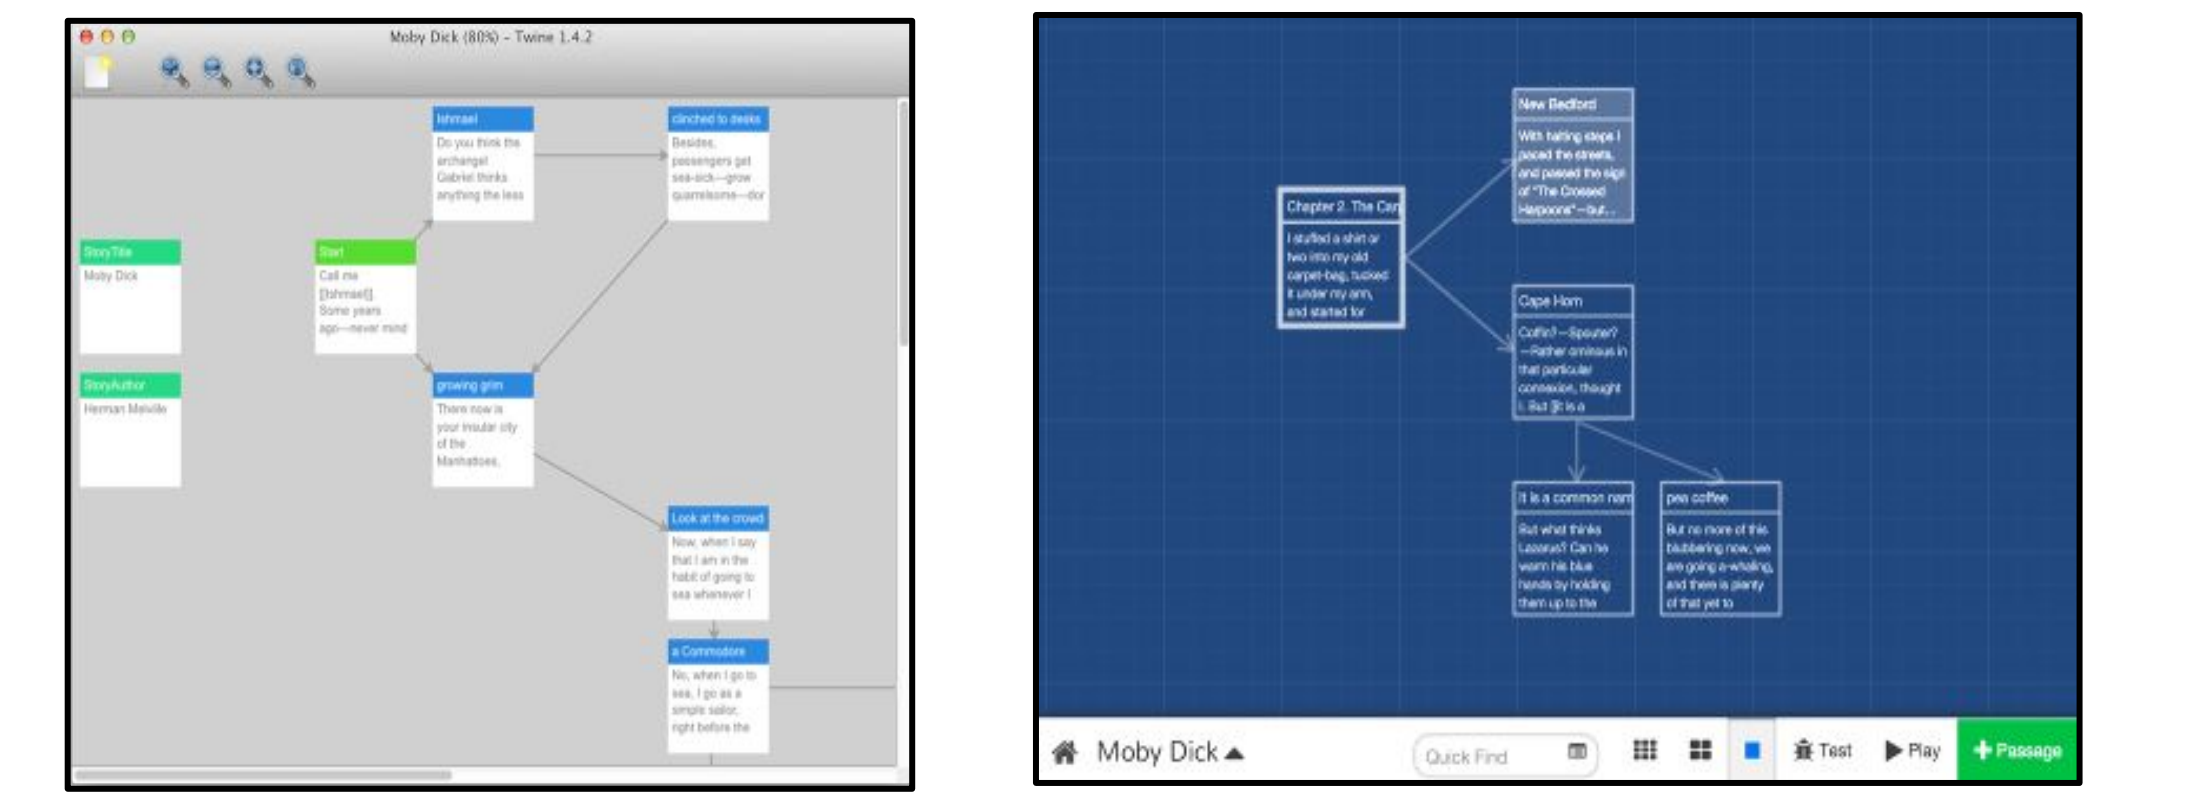 Moby Dick (80%) - Twine 1.4.2
Ishmael
Do you think the
archangel
Gabriel thinks
anything the less
clinched to desks
Besides,
passengers get
sea-sick—grow
quarrelsome—dor
StoryTitle
Moby Dick
Start
Call me
[[Ishmael]].
Some years
ago—never mind
StoryAuthor
Herman Melville
growing grim
There now is
your insular city
of the
Manhattoes,
Look at the crowd
Now, when I say
that I am in the
habit of going to
sea whenever I
a Commodore
No, when I go to
sea, I go as a
simple sailor,
right before the
New Bedford
With halting steps I
paced the streets,
and passed the sign
of "The Crossed
Harpoons"—but...
Chapter 2. The Car
I stuffed a shirt or
two into my old
carpet-bag, tucked
it under my arm,
and started for
Cape Horn
Coffin?—Spouter?
—Rather ominous in
that particular
connexion, thought
I. But [[it is a
It is a common nam
But what thinks
Lazarus? Can he
warm his blue
hands by holding
them up to the
pea coffee
But no more of this
blubbering now, we
are going a-whaling,
and there is plenty
of that yet to
Moby Dick
Quick Find
Test
Play
+ Passage